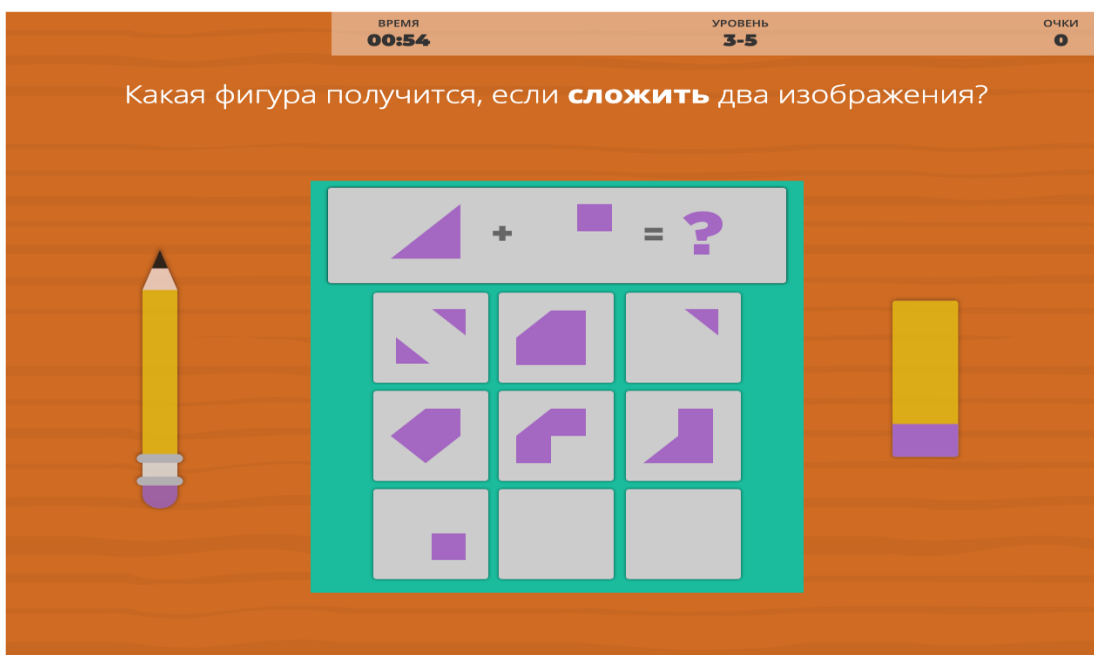 ВРЕМЯ УРОВЕНЬ ОЧКИ
00:54 3-5 0
Какая фигура получится, если сложить два изображения?
+ = ?